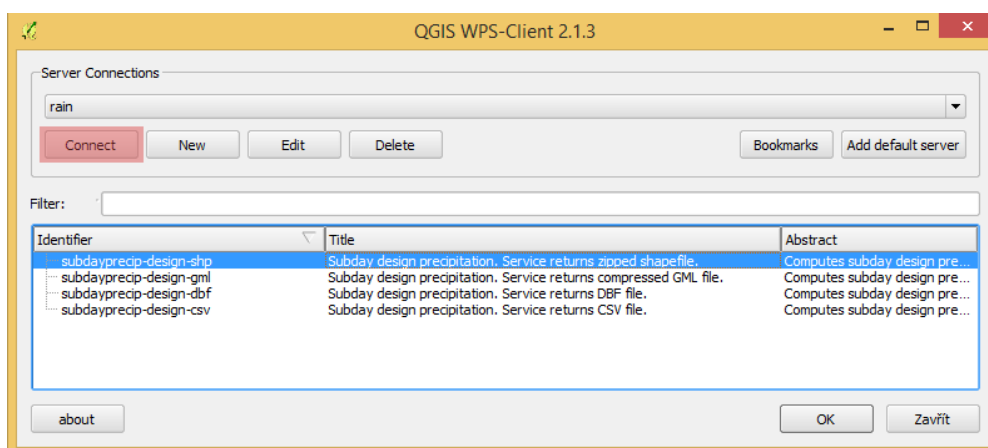 QGIS WPS-Client 2.1.3
Server Connections
rain
Connect New Edit Delete Bookmarks Add default server
Filter:
Identifier Title Abstract
subdayprecip-design-shp Subday design precipitation. Service returns zipped shapefile. Computes subday design pre...
subdayprecip-design-gml Subday design precipitation. Service returns compressed GML file. Computes subday design pre...
subdayprecip-design-dbf Subday design precipitation. Service returns DBF file. Computes subday design pre...
subdayprecip-design-csv Subday design precipitation. Service returns CSV file. Computes subday design pre...
about OK Zavřít